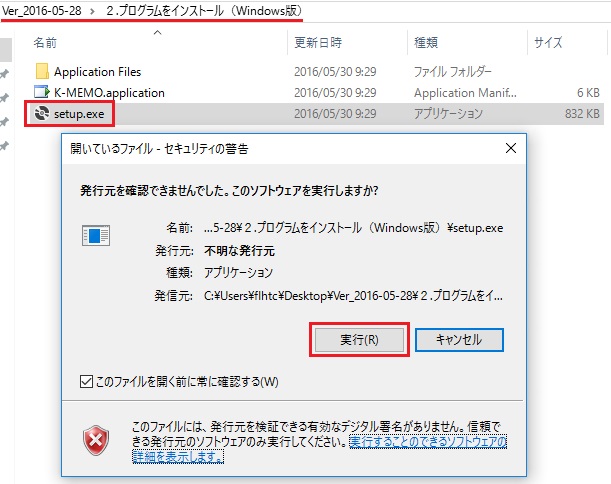 Ver_2016-05-28 › ２.プログラムをインストール（Windows版）
名前 更新日時 種類 サイズ
Application Files 2016/05/30 9:29 ファイル フォルダー
K-MEMO.application 2016/05/30 9:29 Application Manif... 6 KB
setup.exe 2016/05/30 9:29 アプリケーション 832 KB
開いているファイル - セキュリティの警告
発行元を確認できませんでした。このソフトウェアを実行しますか?
名前: ...5-28¥２.プログラムをインストール（Windows版）¥setup.exe
発行元: 不明な発行元
種類: アプリケーション
発信元: C:¥Users¥flhtc¥Desktop¥Ver_2016-05-28¥２.プログラムをイ...
実行(R) キャンセル
このファイルを開く前に常に確認する(W)
このファイルには、発行元を検証できる有効なデジタル署名がありません。信頼で
きる発行元のソフトウェアのみ実行してください。実行することのできるソフトウェアの
詳細を表示します。